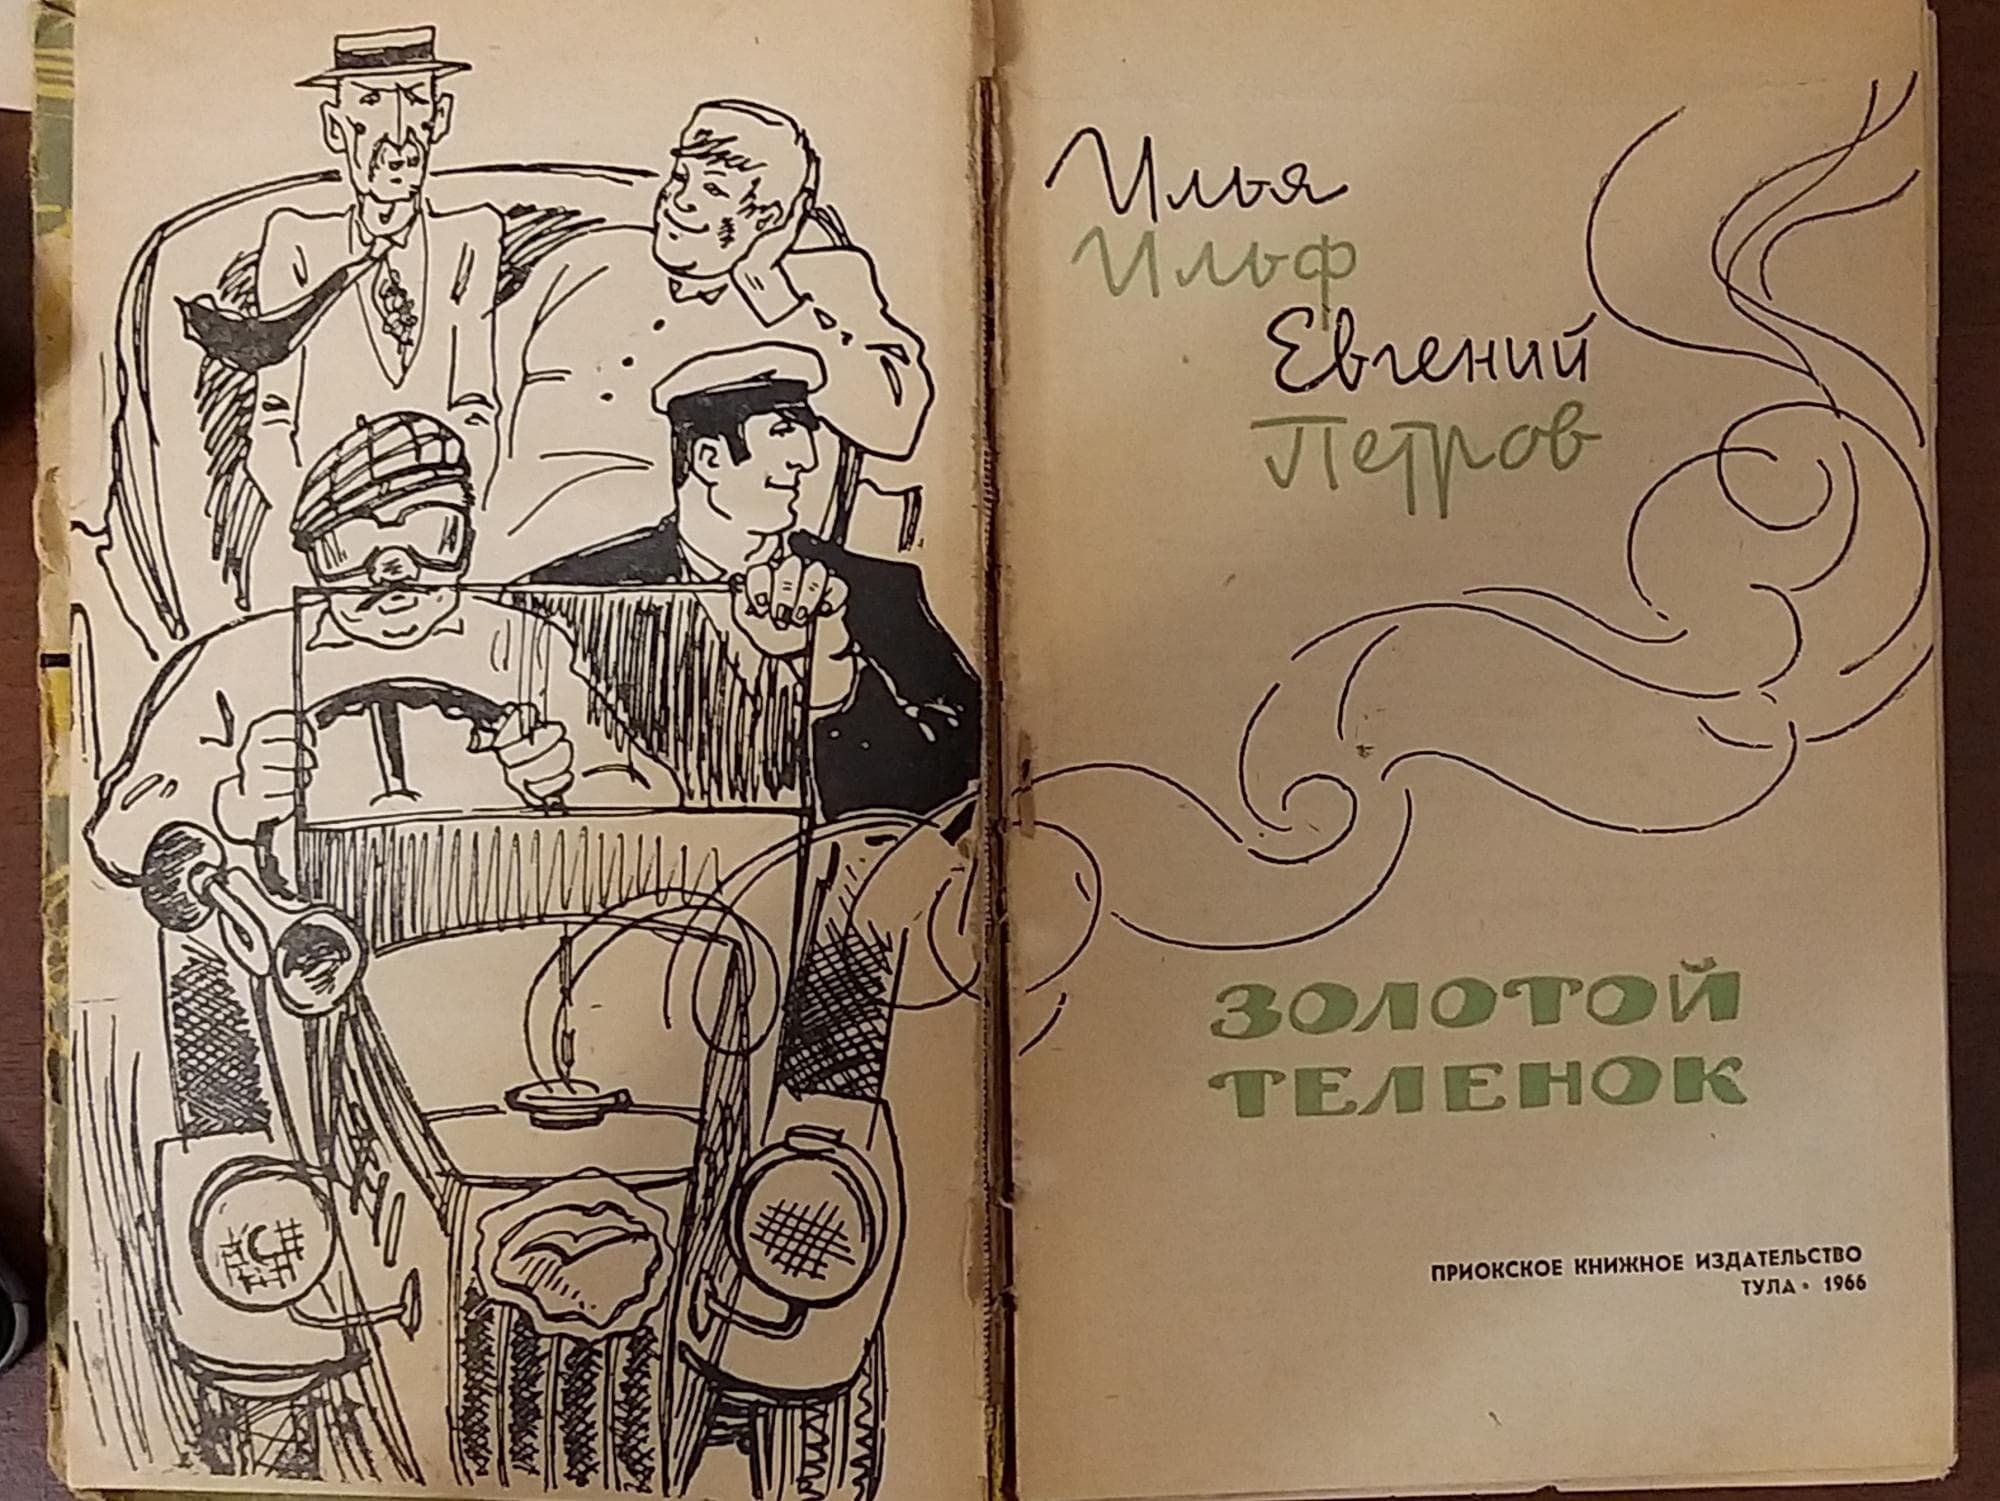 Илья
Ильф
Евгений
Петров
ЗОЛОТОЙ
ТЕЛЕНОК
ПРИОКСКОЕ КНИЖНОЕ ИЗДАТЕЛЬСТВО
ТУЛА • 1966